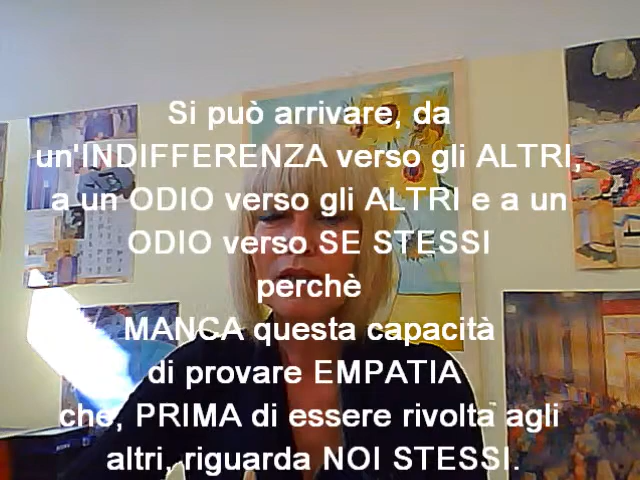 Si può arrivare, da
un'INDIFFERENZA verso gli ALTRI,
a un ODIO verso gli ALTRI e a un
ODIO verso SE STESSI
perchè
MANCA questa capacità
di provare EMPATIA
che, PRIMA di essere rivolta agli
altri, riguarda NOI STESSI.